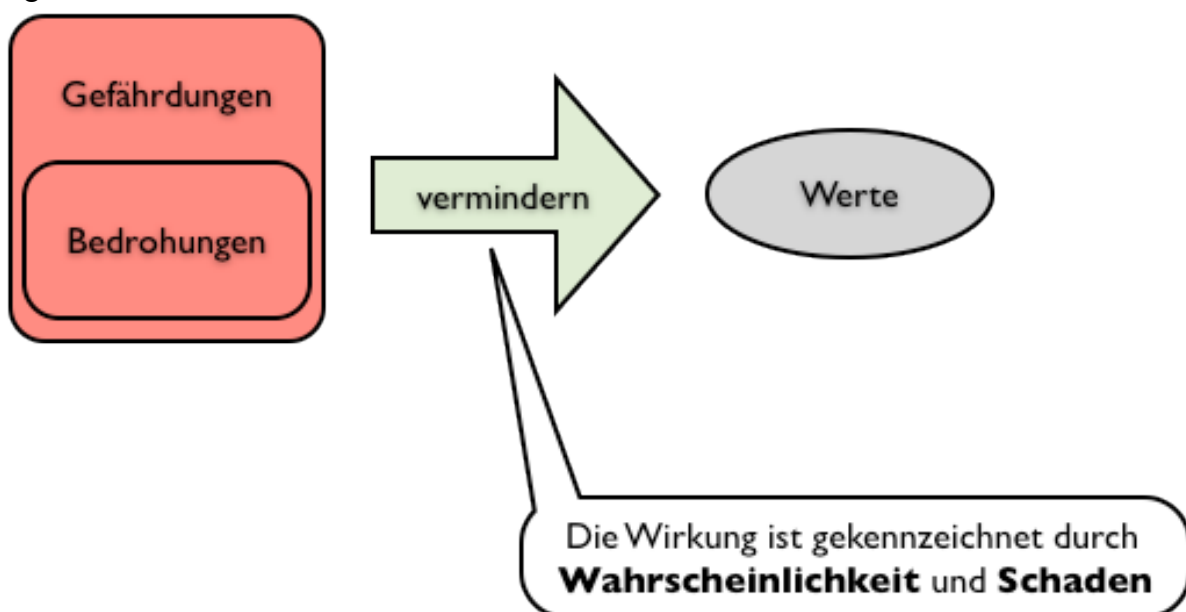 Gefährdungen
Bedrohungen
vermindern
Werte
Die Wirkung ist gekennzeichnet durch
Wahrscheinlichkeit und Schaden